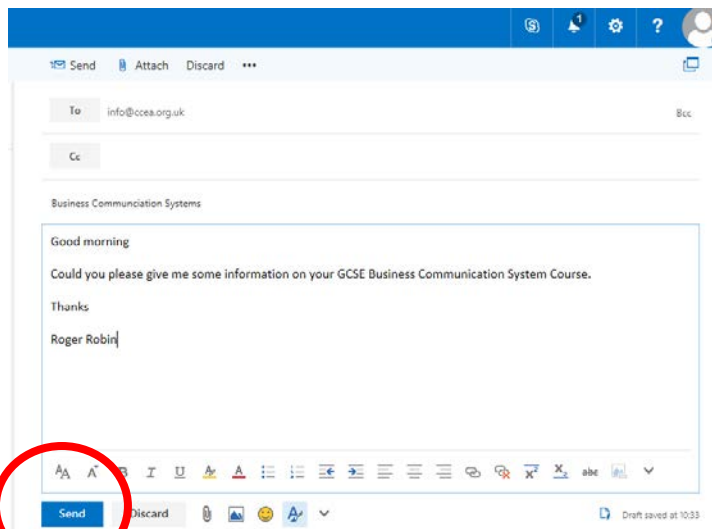 1
?
Send Attach Discard •••
To info@ccea.org.uk Bcc
Cc
Business Communciation Systems
Good morning
Could you please give me some information on your GCSE Business Communication System Course.
Thanks
Roger Robin
B I U A A abc
Send Discard Draft saved at 10:33